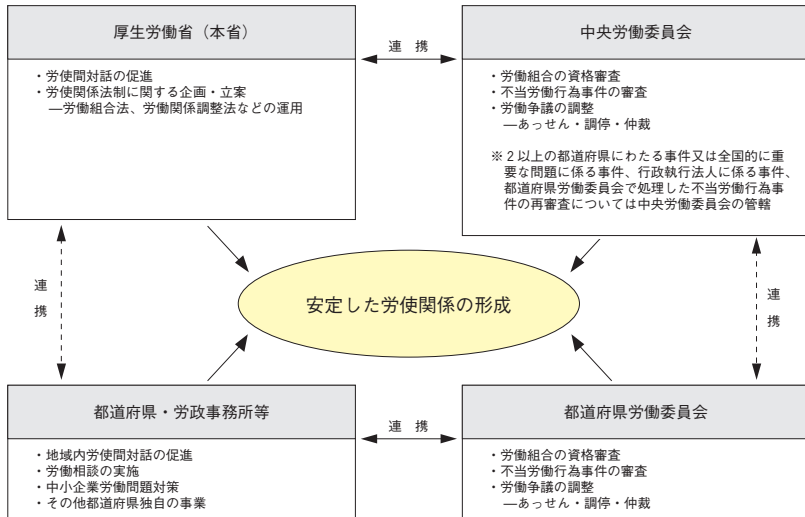 厚生労働省（本省）
・労使間対話の促進
・労使関係法制に関する企画・立案
―労働組合法、労働関係調整法などの運用
連 携
中央労働委員会
・労働組合の資格審査
・不当労働行為事件の審査
・労働争議の調整
―あっせん・調停・仲裁
※２以上の都道府県にわたる事件又は全国的に重
要な問題に係る事件、行政執行法人に係る事件、
都道府県労働委員会で処理した不当労働行為事
件の再審査については中央労働委員会の管轄
連
携
安定した労使関係の形成
連
携
都道府県・労政事務所等
・地域内労使間対話の促進
・労働相談の実施
・中小企業労働問題対策
・その他都道府県独自の事業
連 携
都道府県労働委員会
・労働組合の資格審査
・不当労働行為事件の審査
・労働争議の調整
―あっせん・調停・仲裁